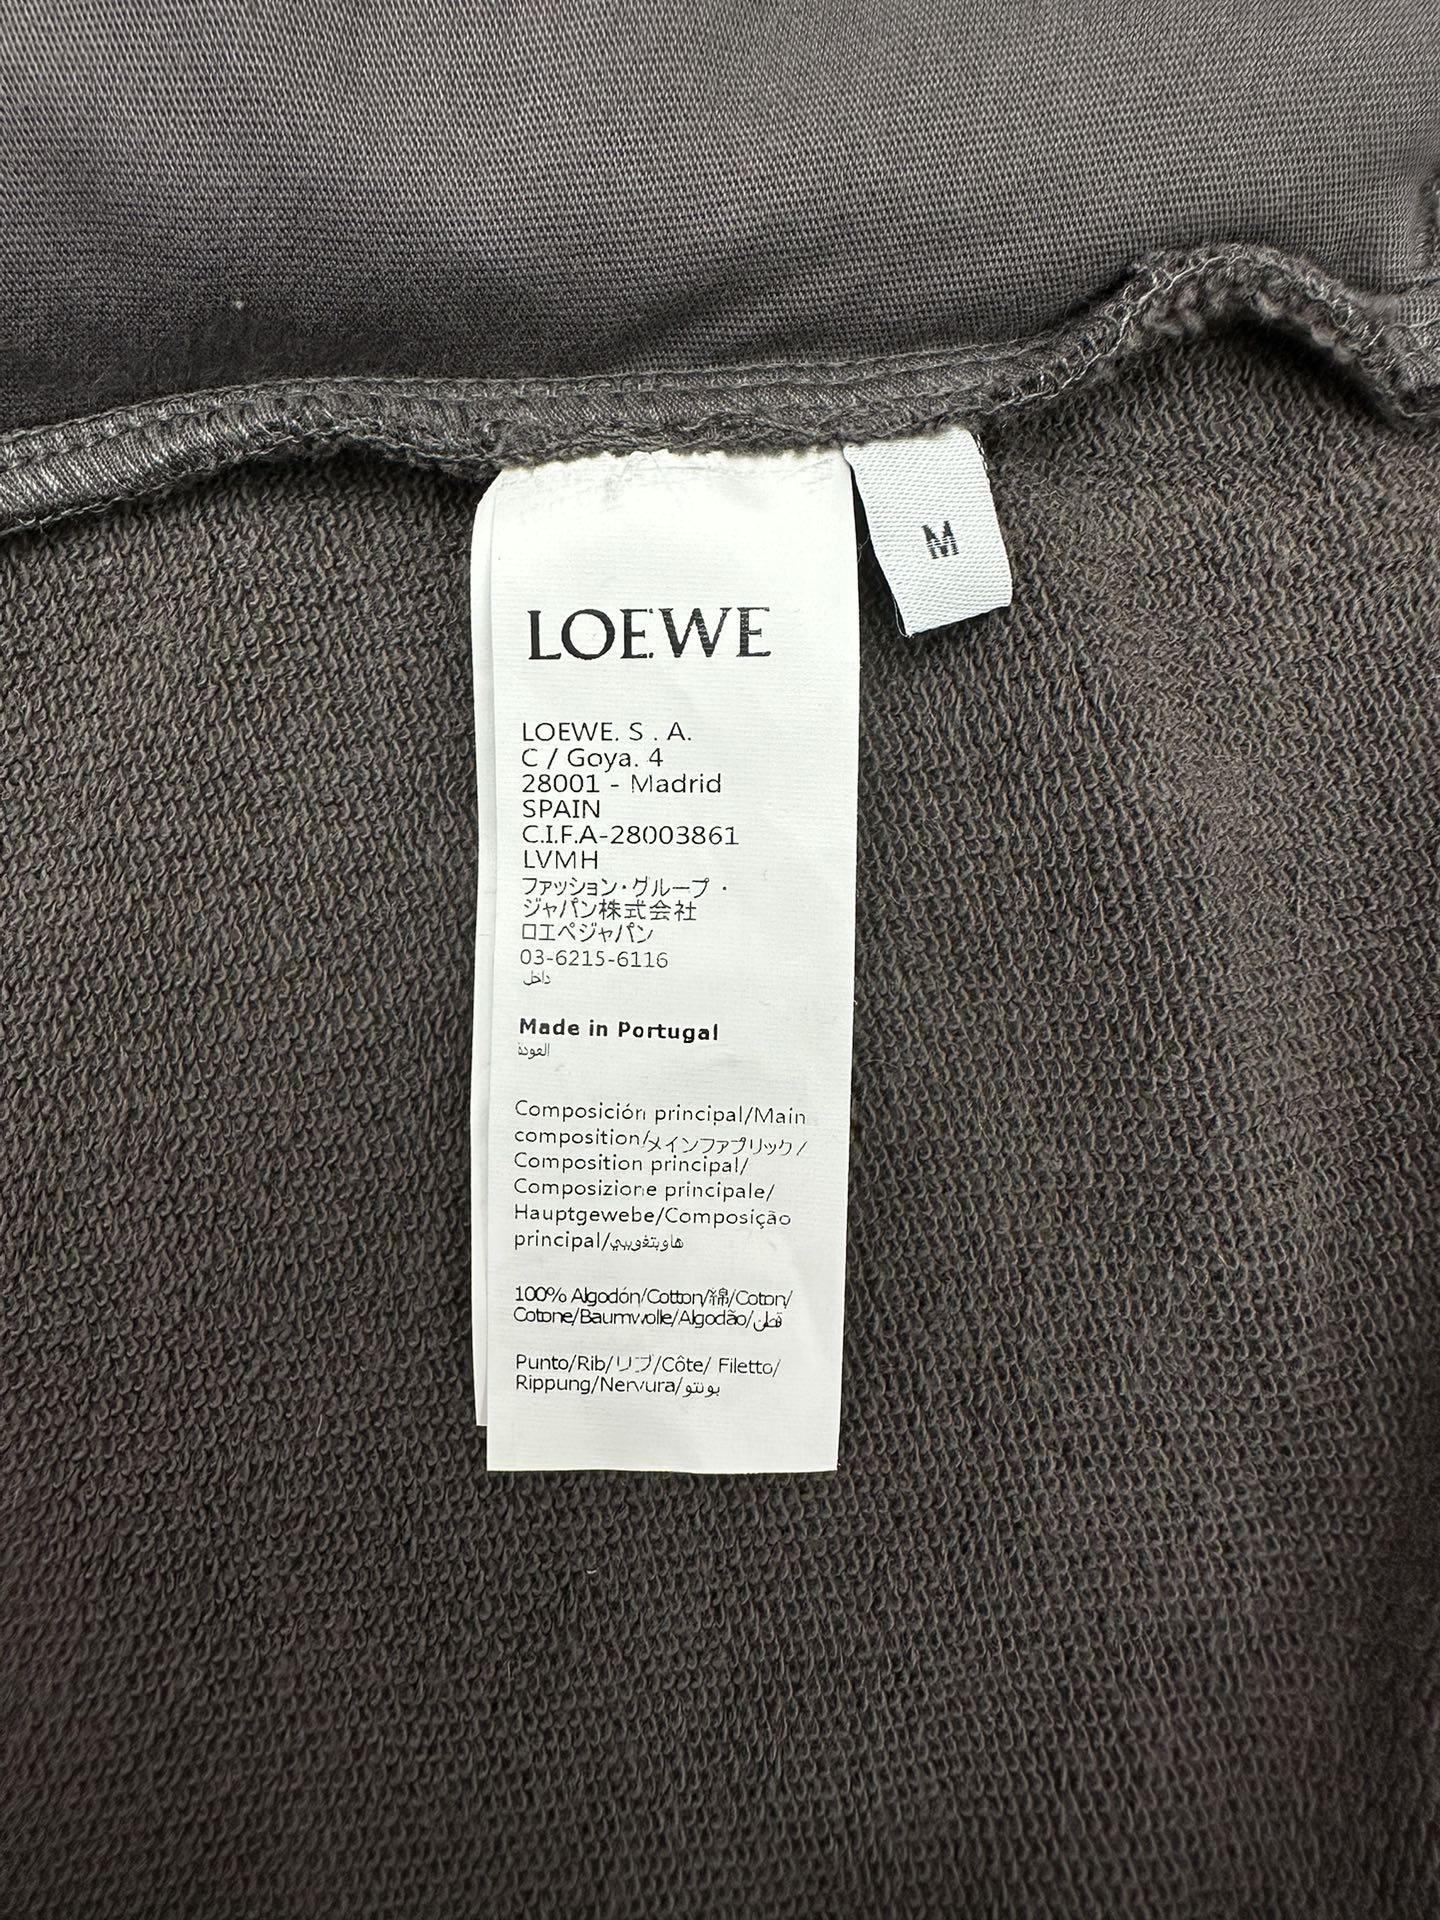 M
LOEWE
LOEWE. S . A.
C / Goya. 4
28001 - Madrid
SPAIN
C.I.F.A-28003861
LVMH
ファッション・グループ・
ジャパン株式会社
ロエベジャパン
03-6215-6116
داخل
Made in Portugal
العودة
Composición principal/Main
composition/メインファブリック/
Composition principal/
Composizione principale/
Hauptgewebe/Composição
principal/هاوبتغويبي
100% Algodón/Cotton/綿/Coton/
Cotone/Baumwolle/Algodão/قطن
Punto/Rib/リブ/Côte/ Filetto/
Rippung/Nervura/بونتو